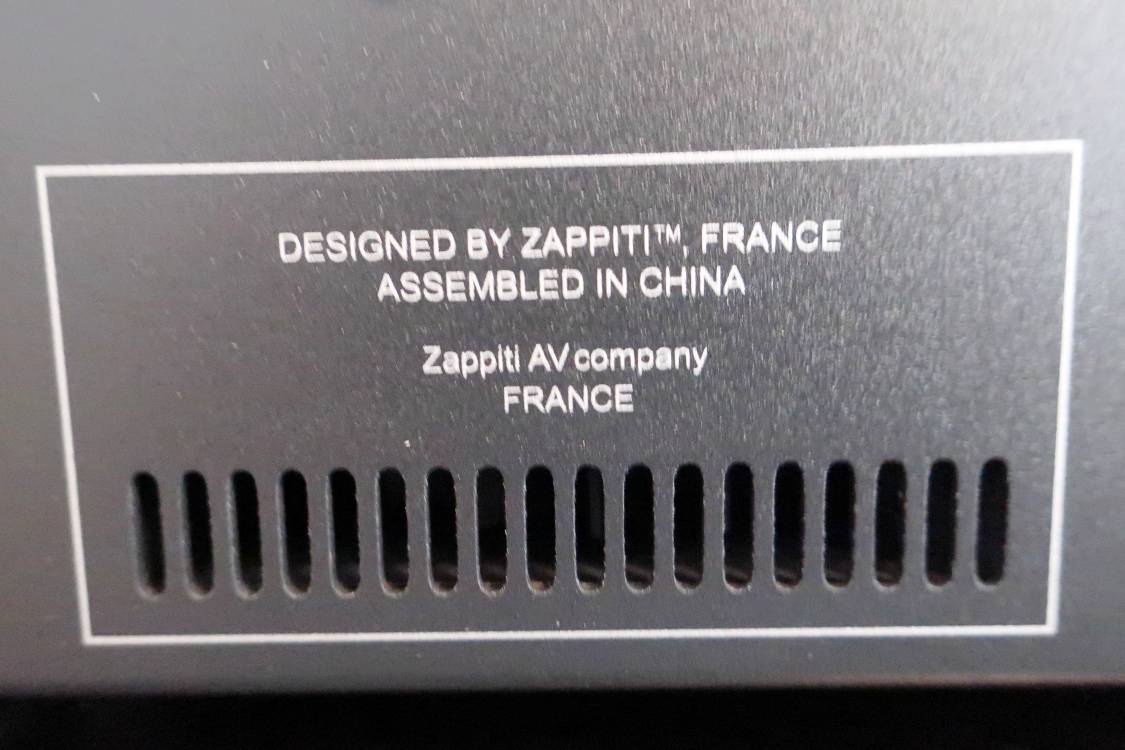 DESIGNED BY ZAPPITI™, FRANCE
ASSEMBLED IN CHINA
Zappiti AV company
FRANCE